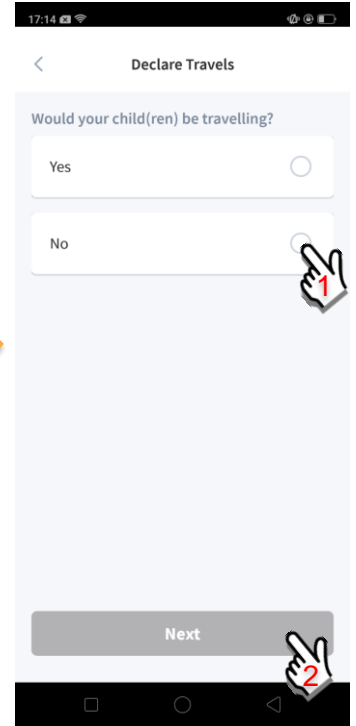 17:14
Declare Travels
Would your child(ren) be travelling?
Yes
No
1
Next
2